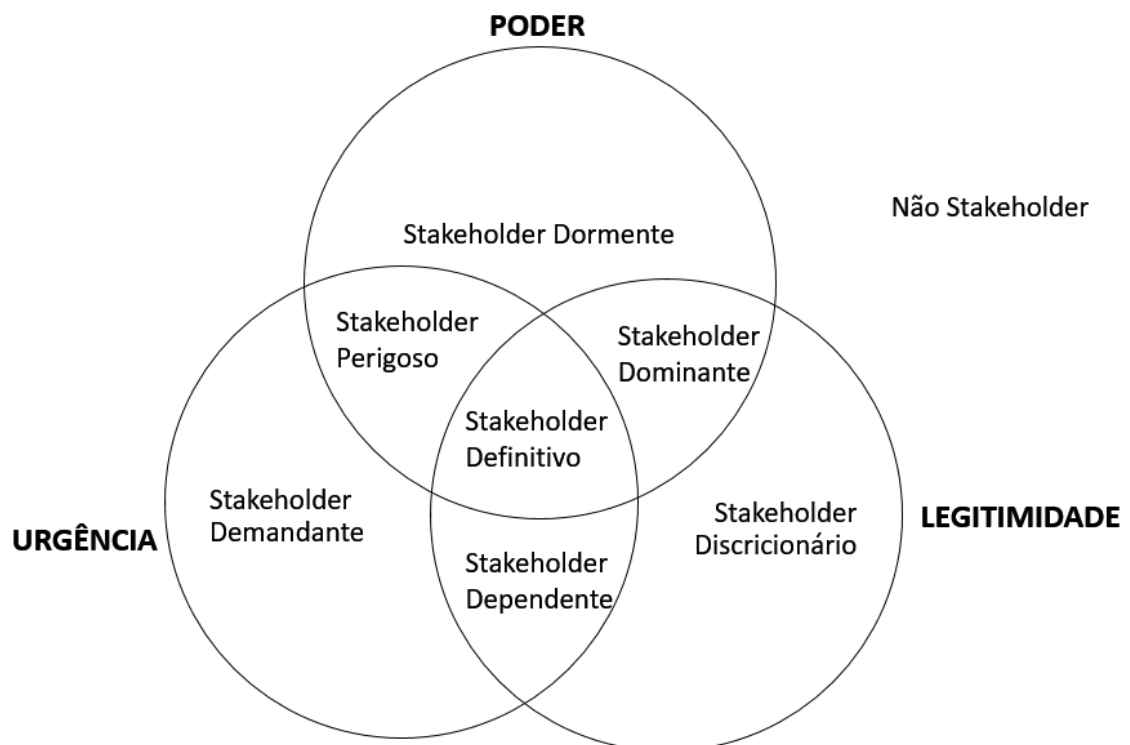 PODER
Não Stakeholder
Stakeholder Dormente
Stakeholder
Perigoso
Stakeholder
Dominante
Stakeholder
Definitivo
URGÊNCIA
Stakeholder
Demandante
Stakeholder
Discricionário
LEGITIMIDADE
Stakeholder
Dependente